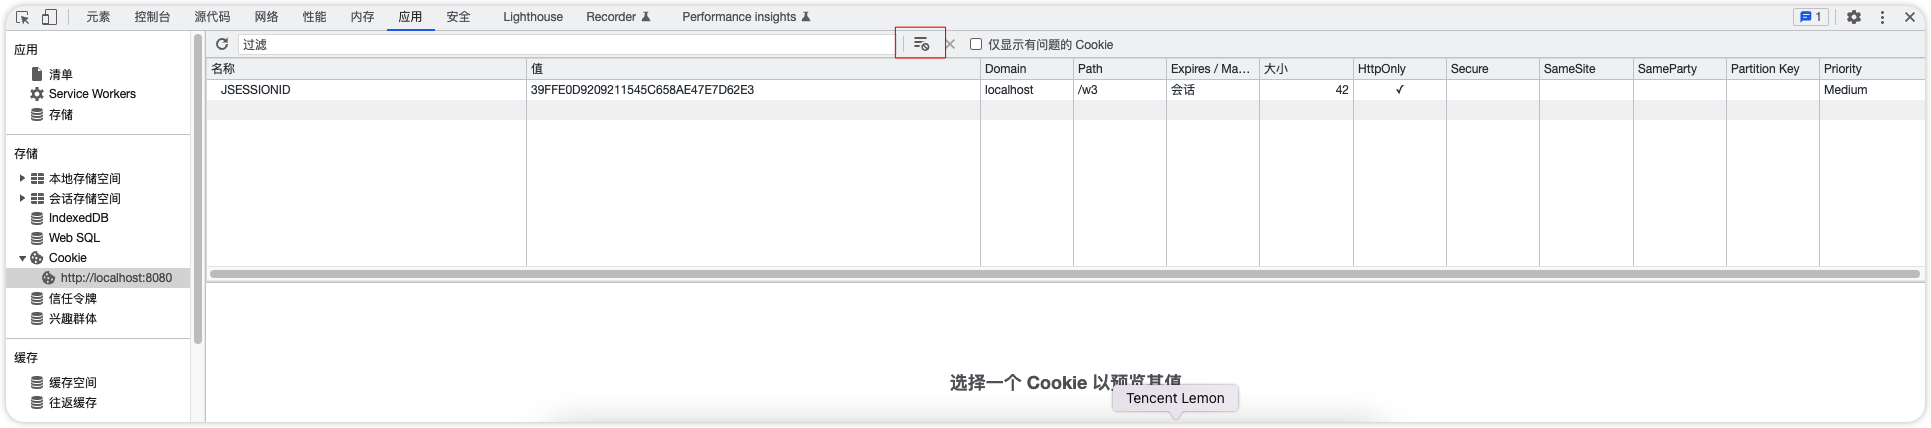 元素 控制台 源代码 网络 性能 内存 应用 安全 Lighthouse Recorder Performance insights 1
应用
清单
Service Workers
存储
存储
本地存储空间
会话存储空间
IndexedDB
Web SQL
Cookie
http://localhost:8080
信任令牌
兴趣群体
缓存
缓存空间
往返缓存
过滤 仅显示有问题的 Cookie
名称 值 Domain Path Expires / Ma... 大小 HttpOnly Secure SameSite SameParty Partition Key Priority
JSESSIONID 39FFE0D9209211545C658AE47E7D62E3 localhost /w3 会话 42 ✓ Medium
选择一个 Cookie 以预览其值
Tencent Lemon